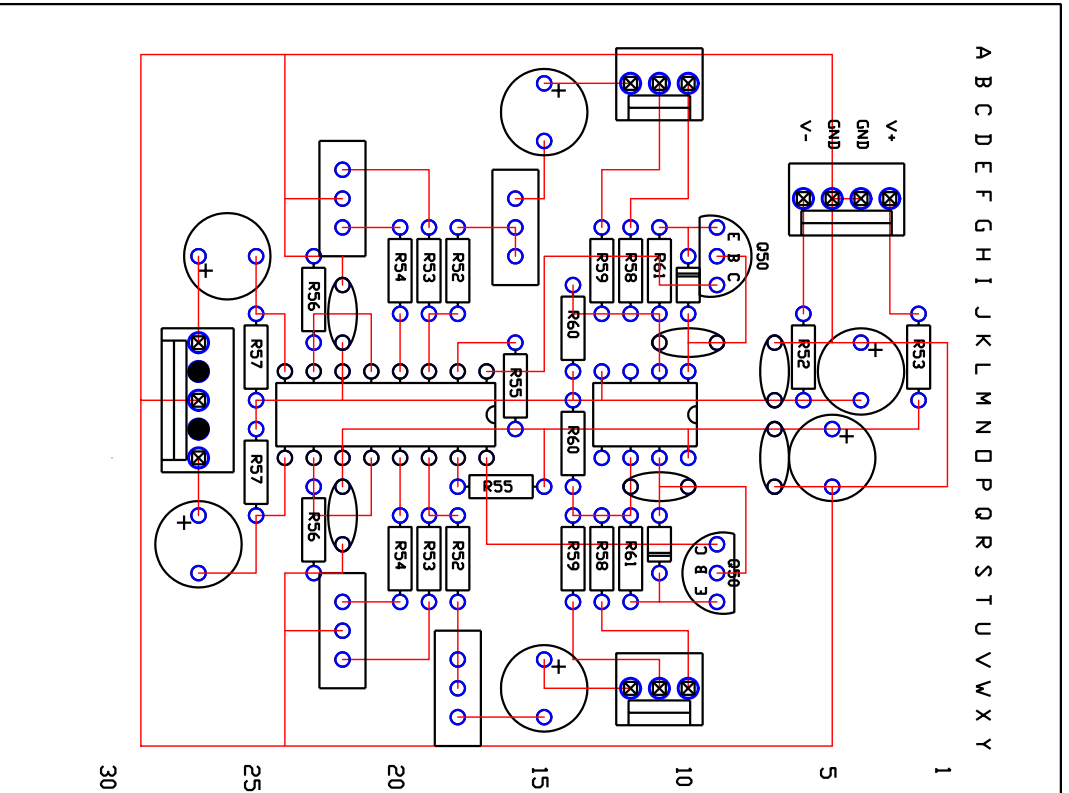 A B C D E F G H I J K L M N O P Q R S T U V W X Y
V- GND GND V+
+
E B C
Q50
R54
R53
R52
R59
R58
R61
+
R56
R60
R57
R55
R52
+
R53
+
R60
R57
R55
R56
+
R54
R53
R52
R59
R58
R61
C B E
Q50
+
30 25 20 15 10 5 1